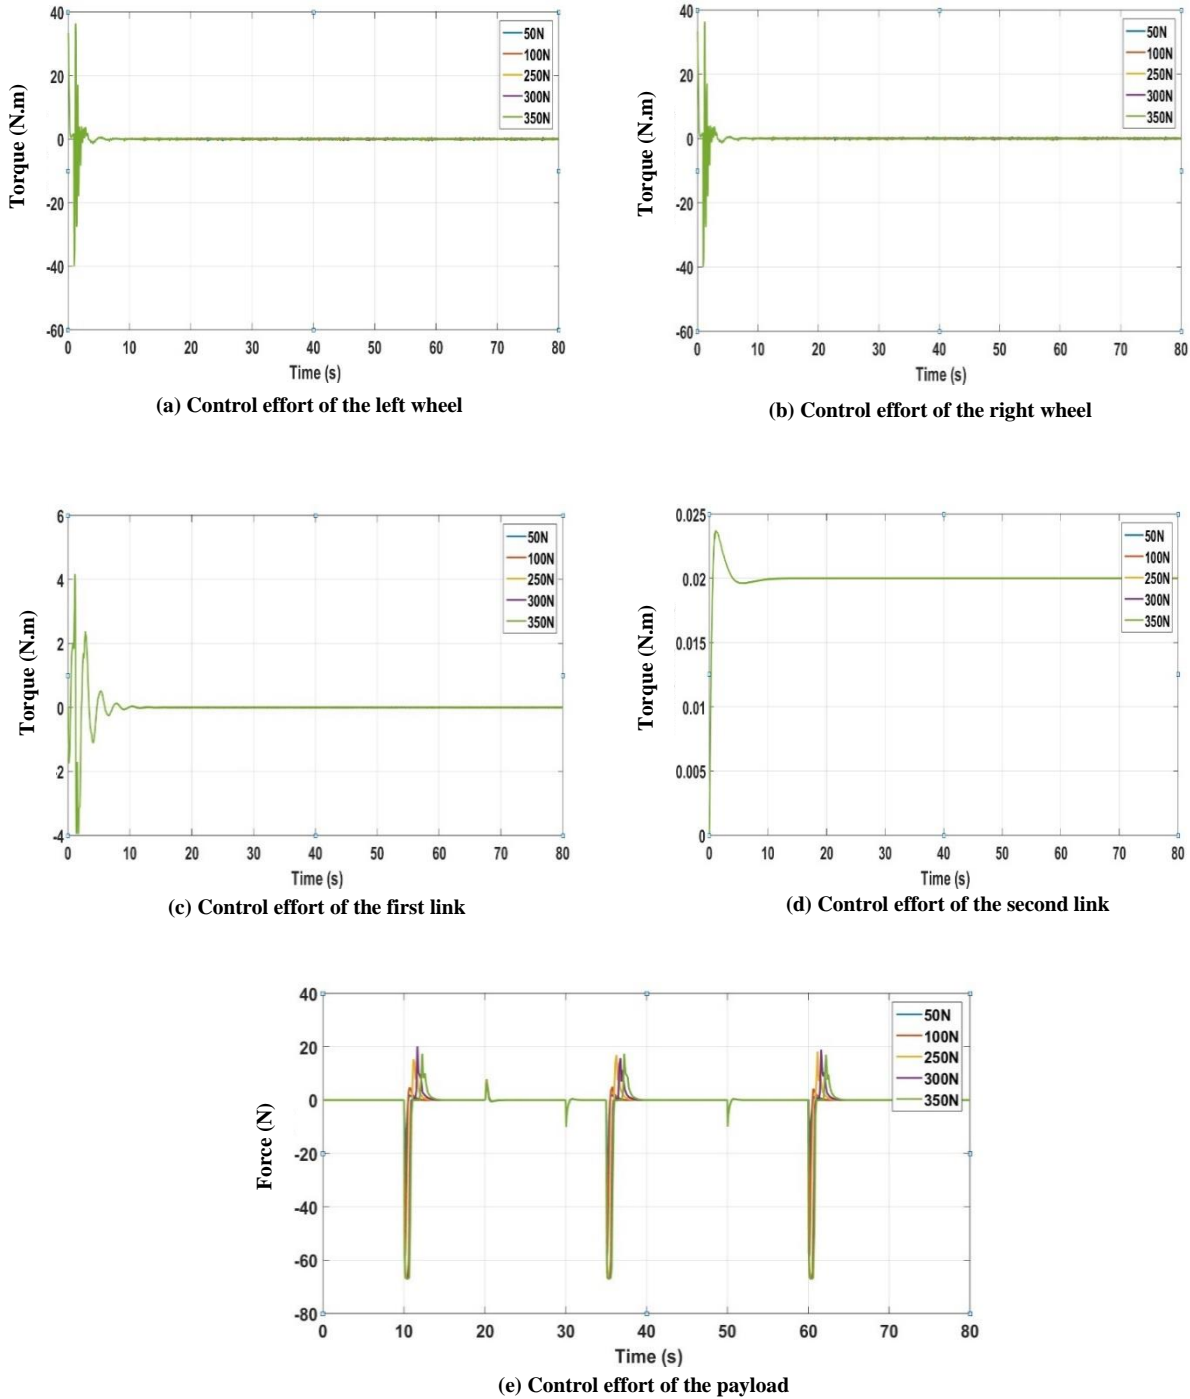 40
20
0
-20
-40
-60
Torque (N.m)
50N
100N
250N
300N
350N
0 10 20 30 40 50 60 70 80
Time (s)
(a) Control effort of the left wheel
40
20
0
-20
-40
-60
Torque (N.m)
50N
100N
250N
300N
350N
0 10 20 30 40 50 60 70 80
Time (s)
(b) Control effort of the right wheel
6
4
2
0
-2
-4
Torque (N.m)
50N
100N
250N
300N
350N
0 10 20 30 40 50 60 70 80
Time (s)
(c) Control effort of the first link
0.025
0.02
0.015
0.01
0.005
0
Torque (N.m)
50N
100N
250N
300N
350N
0 10 20 30 40 50 60 70 80
Time (s)
(d) Control effort of the second link
40
20
0
-20
-40
-60
-80
Force (N)
50N
100N
250N
300N
350N
0 10 20 30 40 50 60 70 80
Time (s)
(e) Control effort of the payload